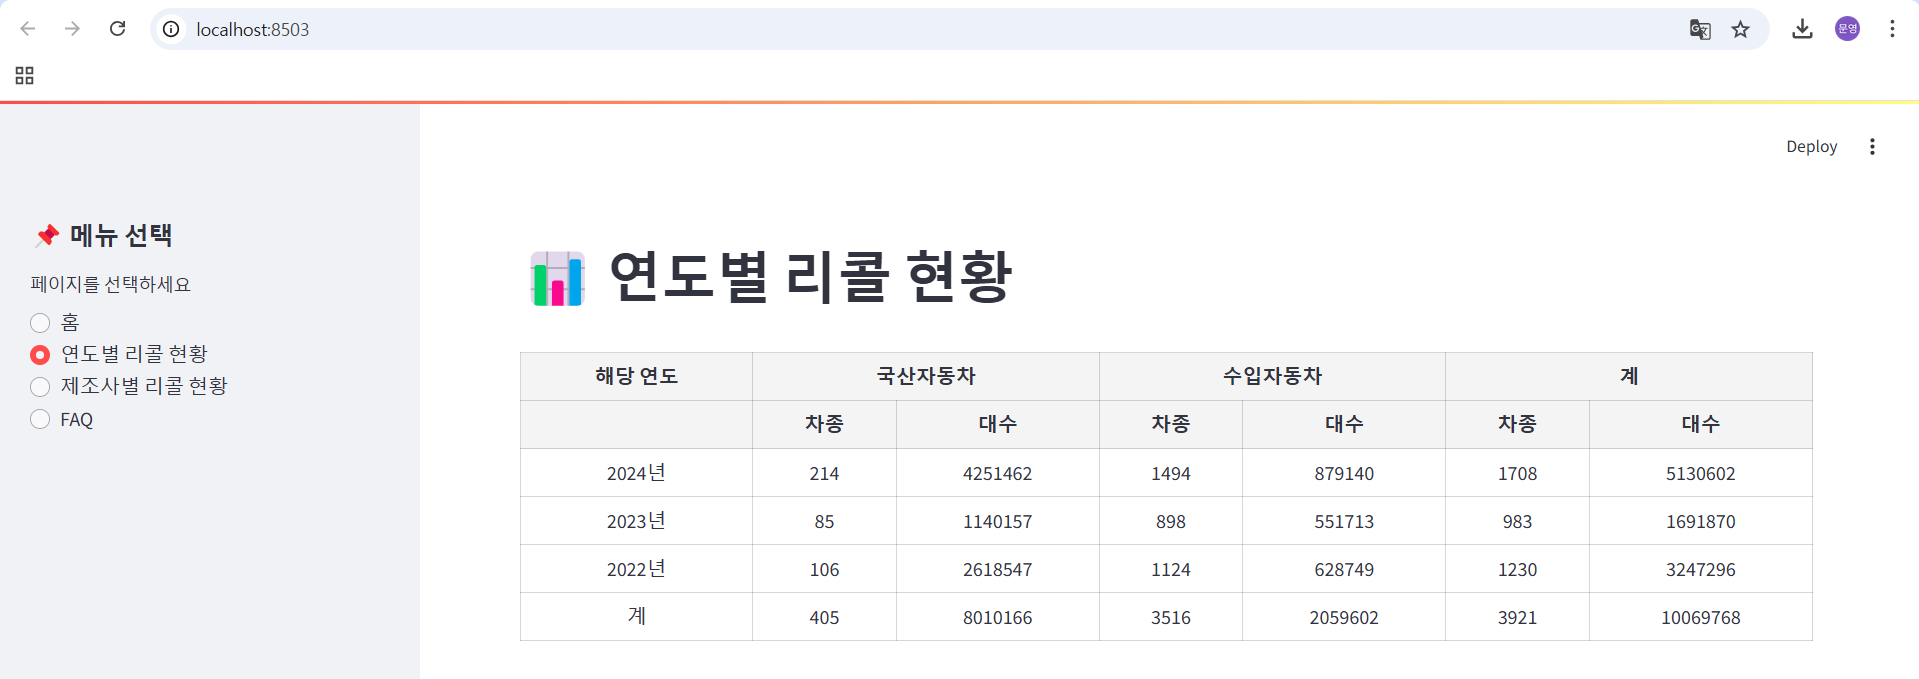 localhost:8503
문영
Deploy
📌 메뉴 선택
페이지를 선택하세요
홈
연도별 리콜 현황
제조사별 리콜 현황
FAQ
📊 연도별 리콜 현황
해당 연도 국산자동차 수입자동차 계
차종 대수 차종 대수 차종 대수
2024년 214 4251462 1494 879140 1708 5130602
2023년 85 1140157 898 551713 983 1691870
2022년 106 2618547 1124 628749 1230 3247296
계 405 8010166 3516 2059602 3921 10069768